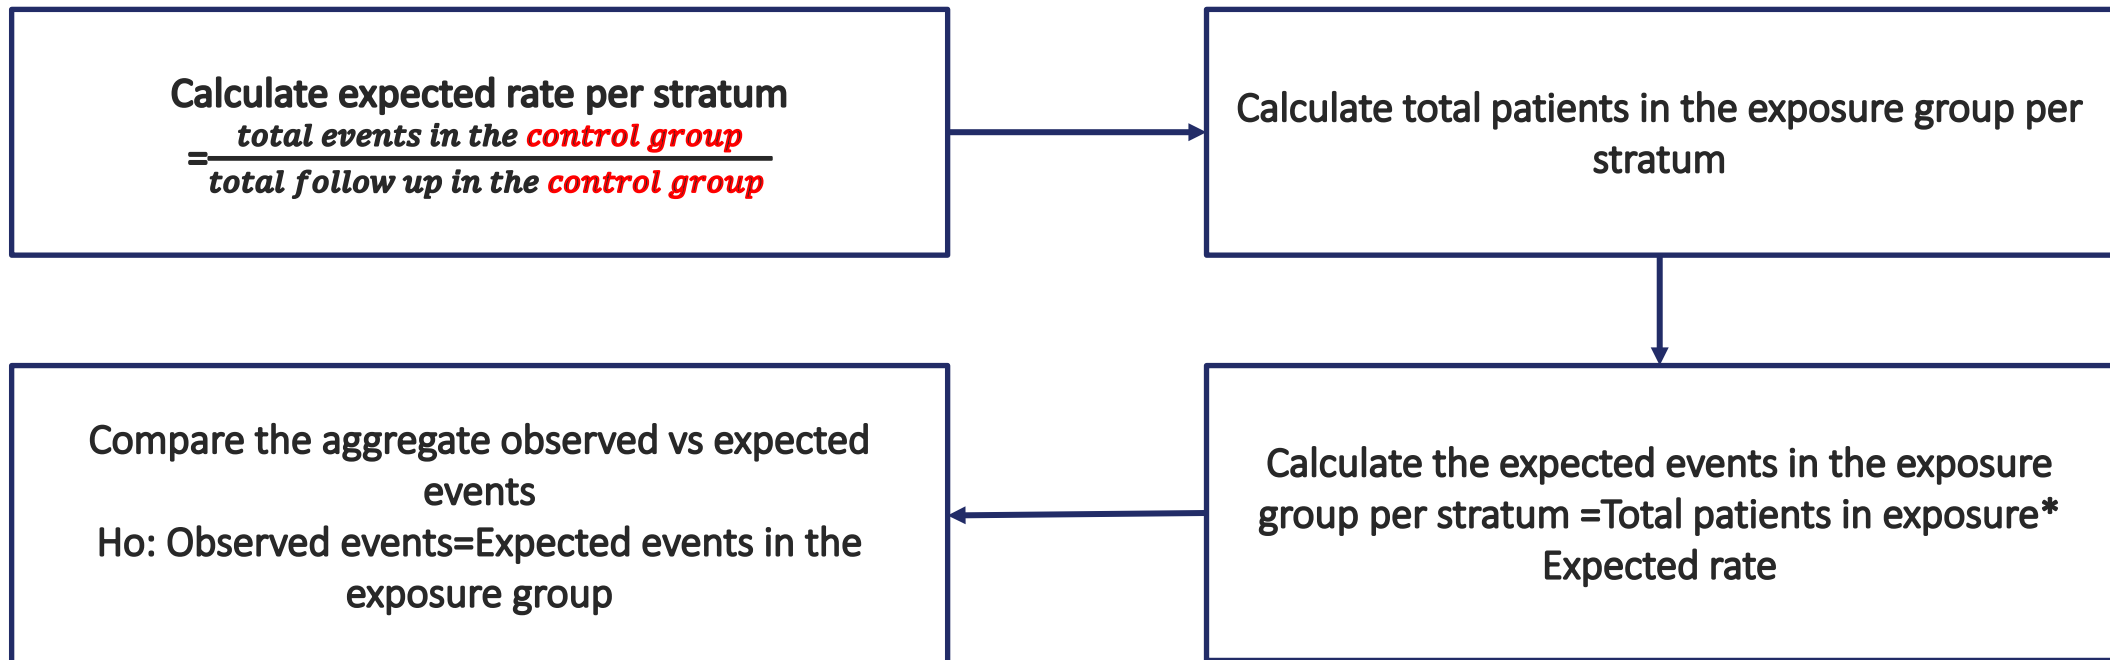 Calculate expected rate per stratum
total events in the control group
=
total follow up in the control group
Calculate total patients in the exposure group per
stratum
Calculate the expected events in the exposure
group per stratum =Total patients in exposure*
Expected rate
Compare the aggregate observed vs expected
events
Ho: Observed events=Expected events in the
exposure group